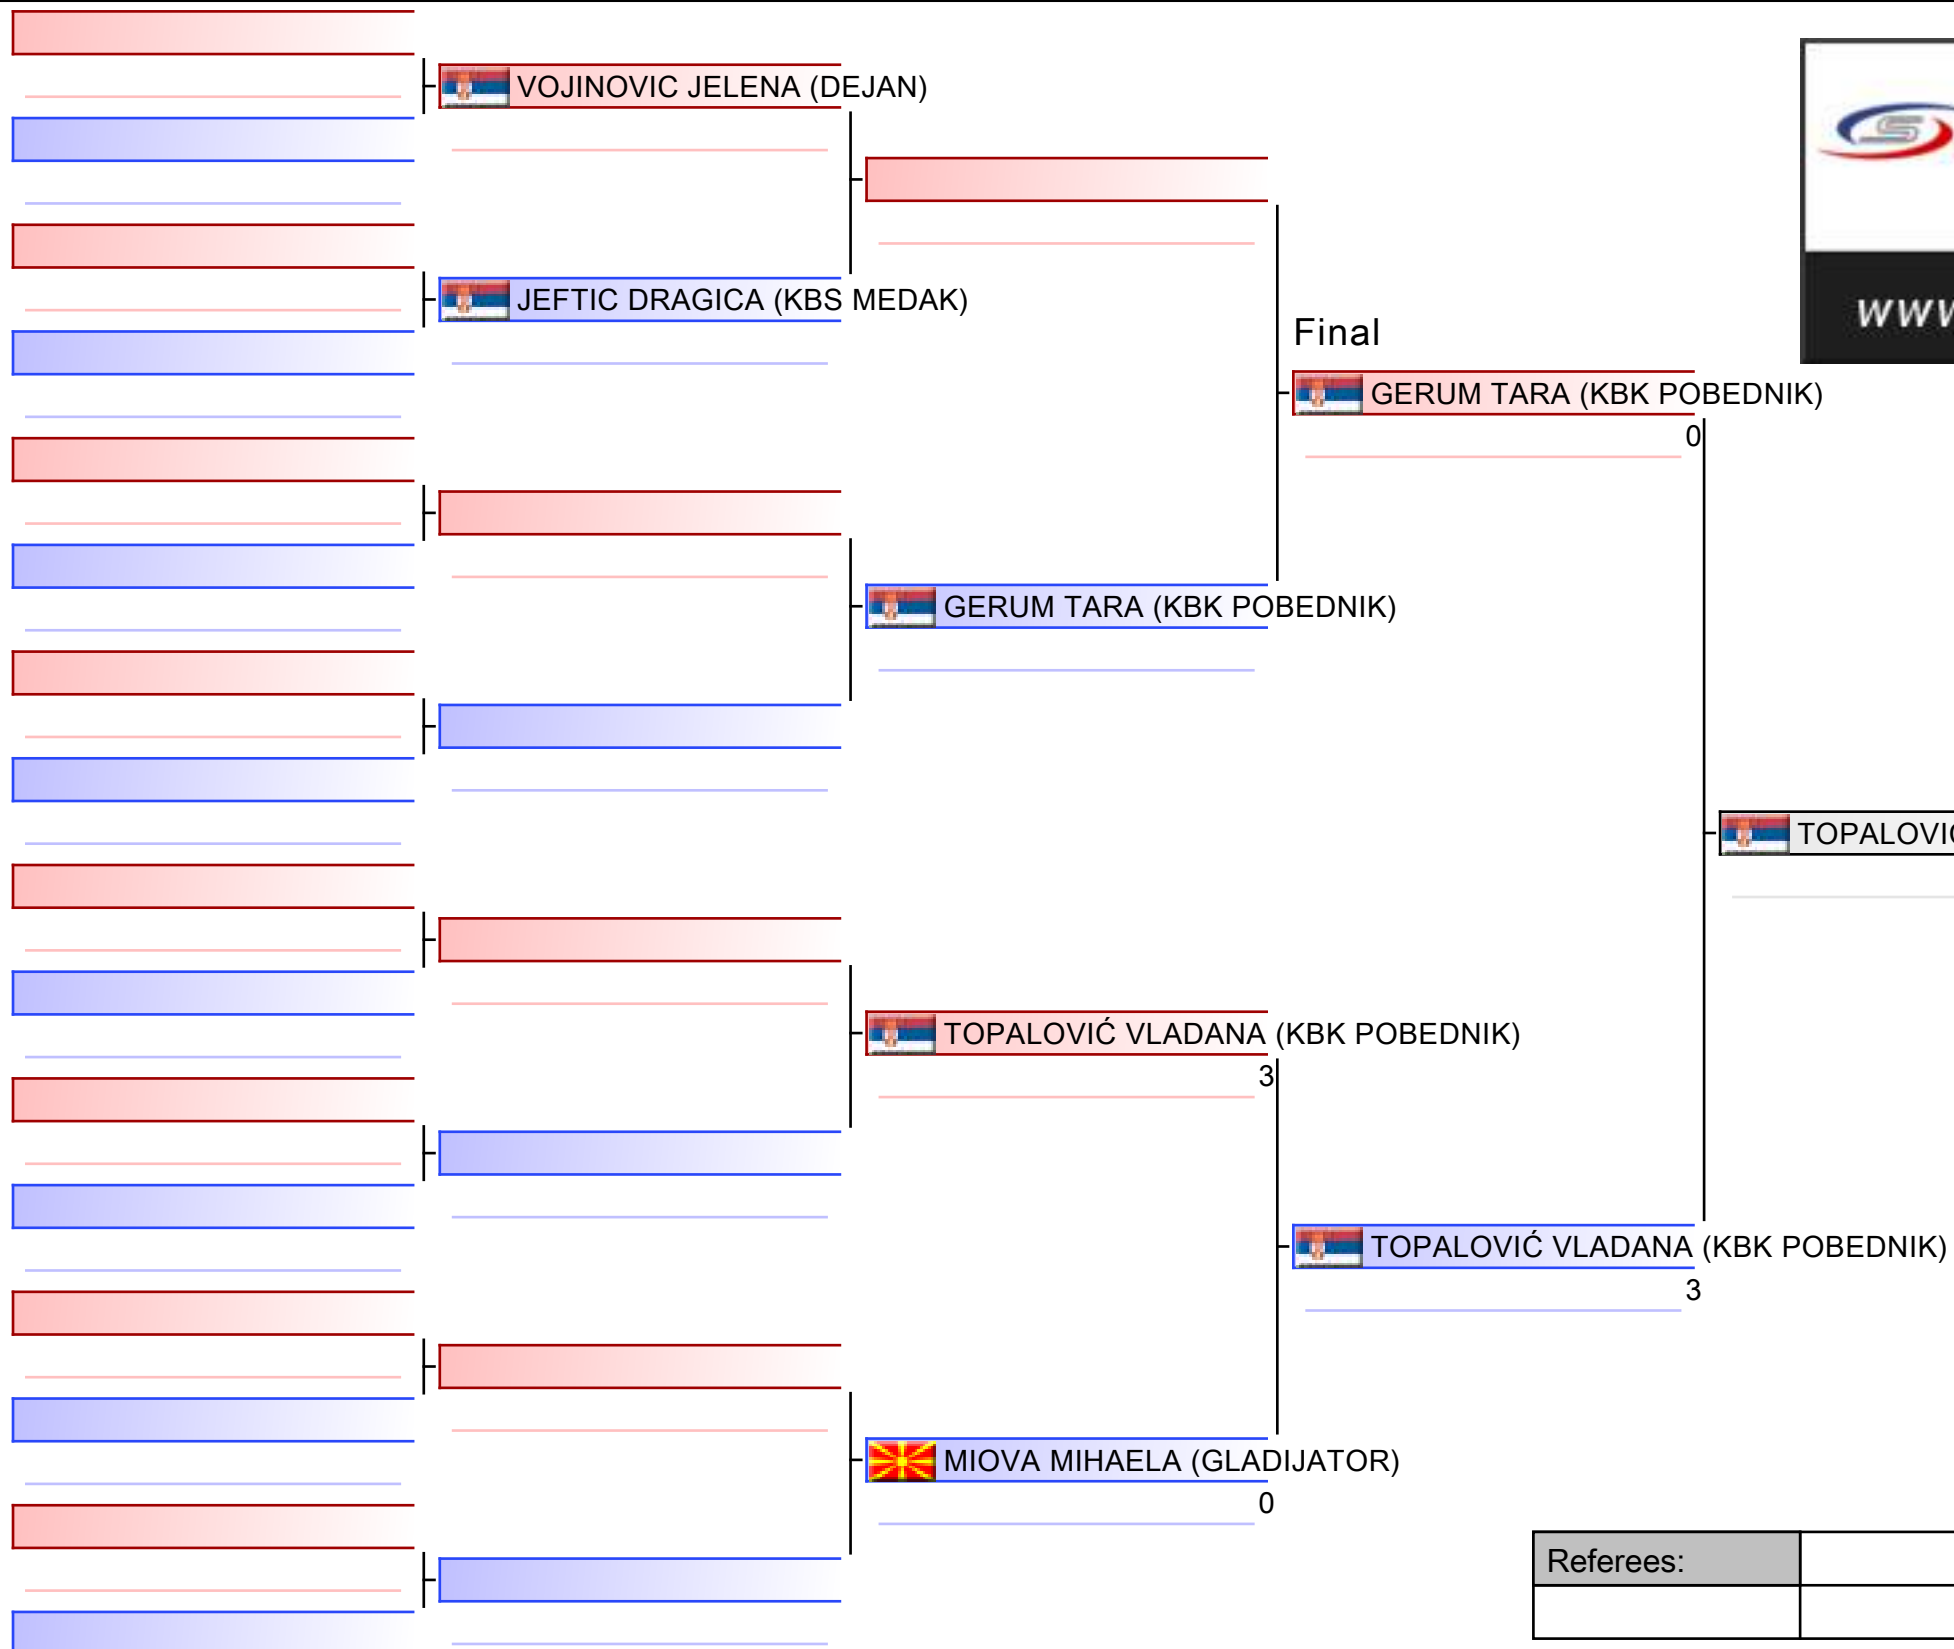 VOJINOVIC JELENA (DEJAN)
JEFTIC DRAGICA (KBS MEDAK)
Final
GERUM TARA (KBK POBEDNIK)
0
GERUM TARA (KBK POBEDNIK)
TOPALOVIĆ
TOPALOVIĆ VLADANA (KBK POBEDNIK)
3
TOPALOVIĆ VLADANA (KBK POBEDNIK)
3
MIOVA MIHAELA (GLADIJATOR)
0
Referees: